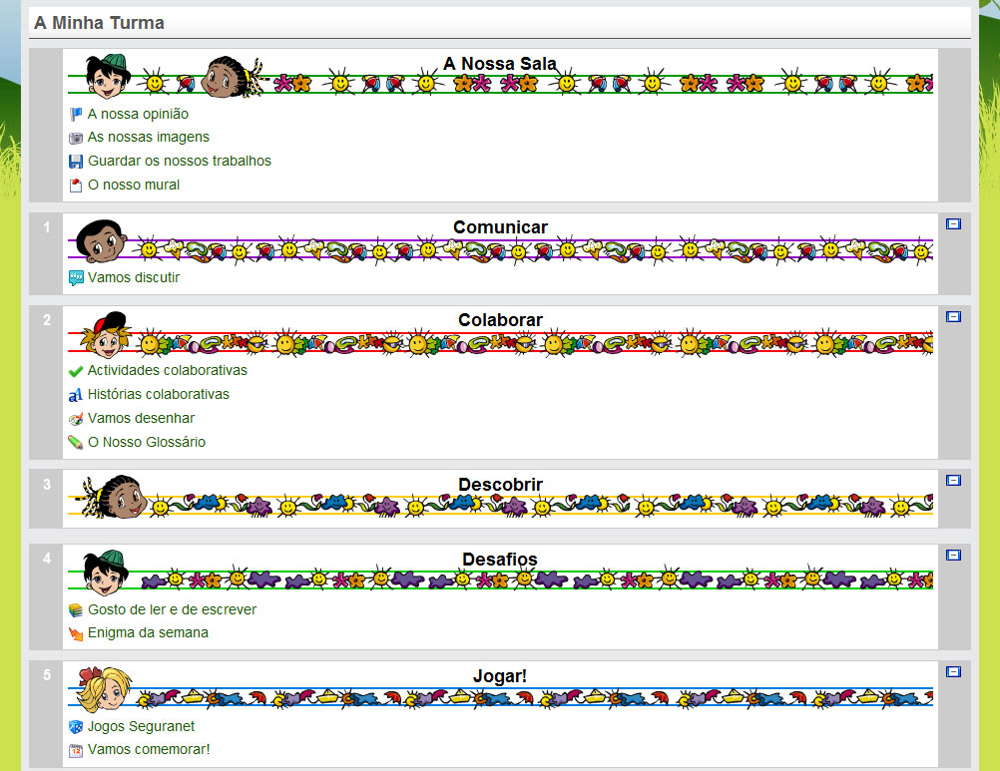 A Minha Turma
A Nossa Sala
A nossa opinião
As nossas imagens
Guardar os nossos trabalhos
O nosso mural
1
Comunicar
Vamos discutir
2
Colaborar
Actividades colaborativas
Histórias colaborativas
Vamos desenhar
O Nosso Glossário
3
Descobrir
4
Desafios
Gosto de ler e de escrever
Enigma da semana
5
Jogar!
Jogos Seguranet
12
Vamos comemorar!